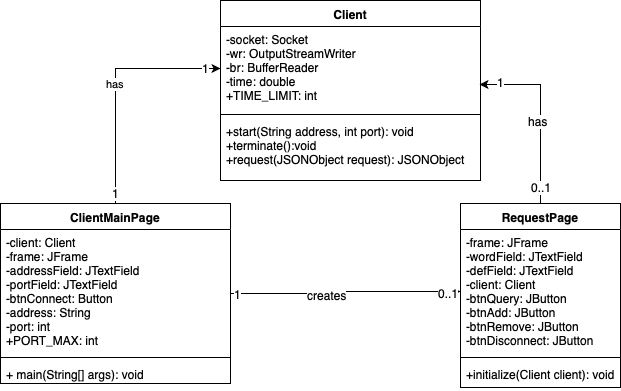 Client
-socket: Socket
-wr: OutputStreamWriter
-br: BufferReader
-time: double
+TIME_LIMIT: int
+start(String address, int port): void
+terminate():void
+request(JSONObject request): JSONObject
1
has
1
1
has
0..1
ClientMainPage
-client: Client
-frame: JFrame
-addressField: JTextField
-portField: JTextField
-btnConnect: Button
-address: String
-port: int
+PORT_MAX: int
+ main(String[] args): void
1
creates
0..1
RequestPage
-frame: JFrame
-wordField: JTextField
-defField: JTextField
-client: Client
-btnQuery: JButton
-btnAdd: JButton
-btnRemove: JButton
-btnDisconnect: JButton
+initialize(Client client): void